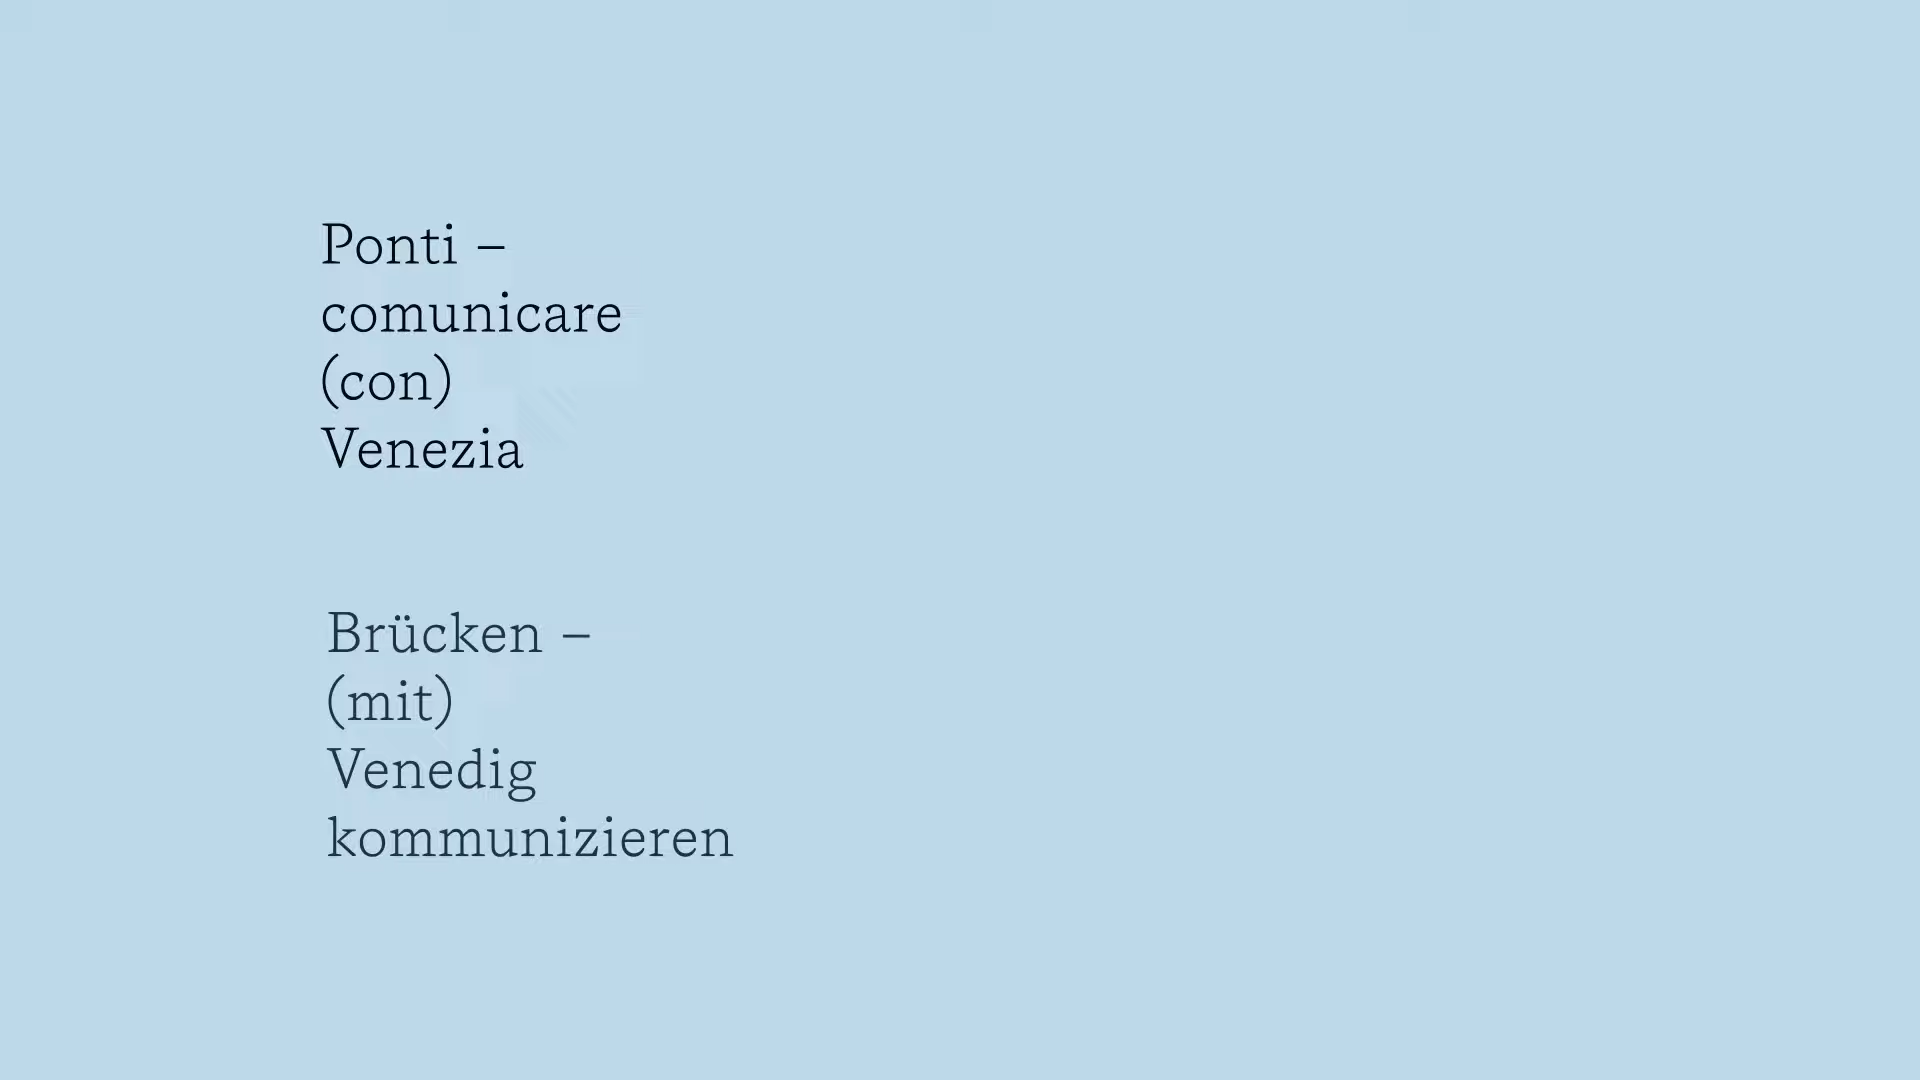 Ponti –
comunicare
(con)
Venezia
Brücken –
(mit)
Venedig
kommunizieren